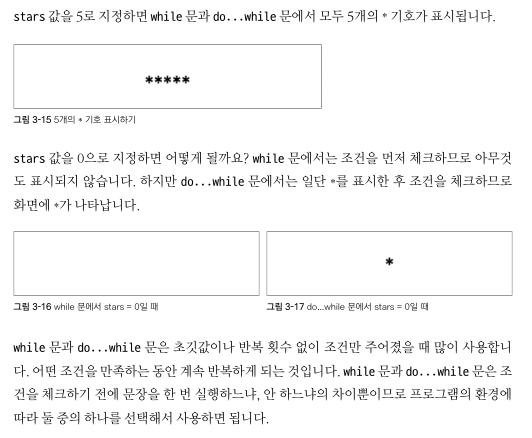 stars 값을 5로 지정하면 while 문과 do...while 문에서 모두 5개의 * 기호가 표시됩니다.
*****
그림 3-15 5개의 * 기호 표시하기
stars 값을 0으로 지정하면 어떻게 될까요? while 문에서는 조건을 먼저 체크하므로 아무것
도 표시되지 않습니다. 하지만 do...while 문에서는 일단 *를 표시한 후 조건을 체크하므로
화면에 *가 나타납니다.
*
그림 3-16 while 문에서 stars = 0일 때
그림 3-17 do...while 문에서 stars = 0일 때
while 문과 do...while 문은 초깃값이나 반복 횟수 없이 조건만 주어졌을 때 많이 사용합니
다. 어떤 조건을 만족하는 동안 계속 반복하게 되는 것입니다. while 문과 do...while 문은 조
건을 체크하기 전에 문장을 한 번 실행하느냐, 안 하느냐의 차이뿐이므로 프로그램의 환경에
따라 둘 중의 하나를 선택해서 사용하면 됩니다.